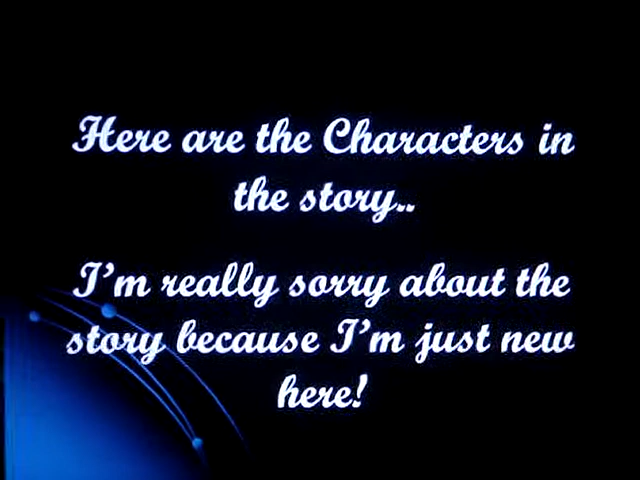 Here are the Characters in
the story..
I'm really sorry about the
story because I'm just new
here!